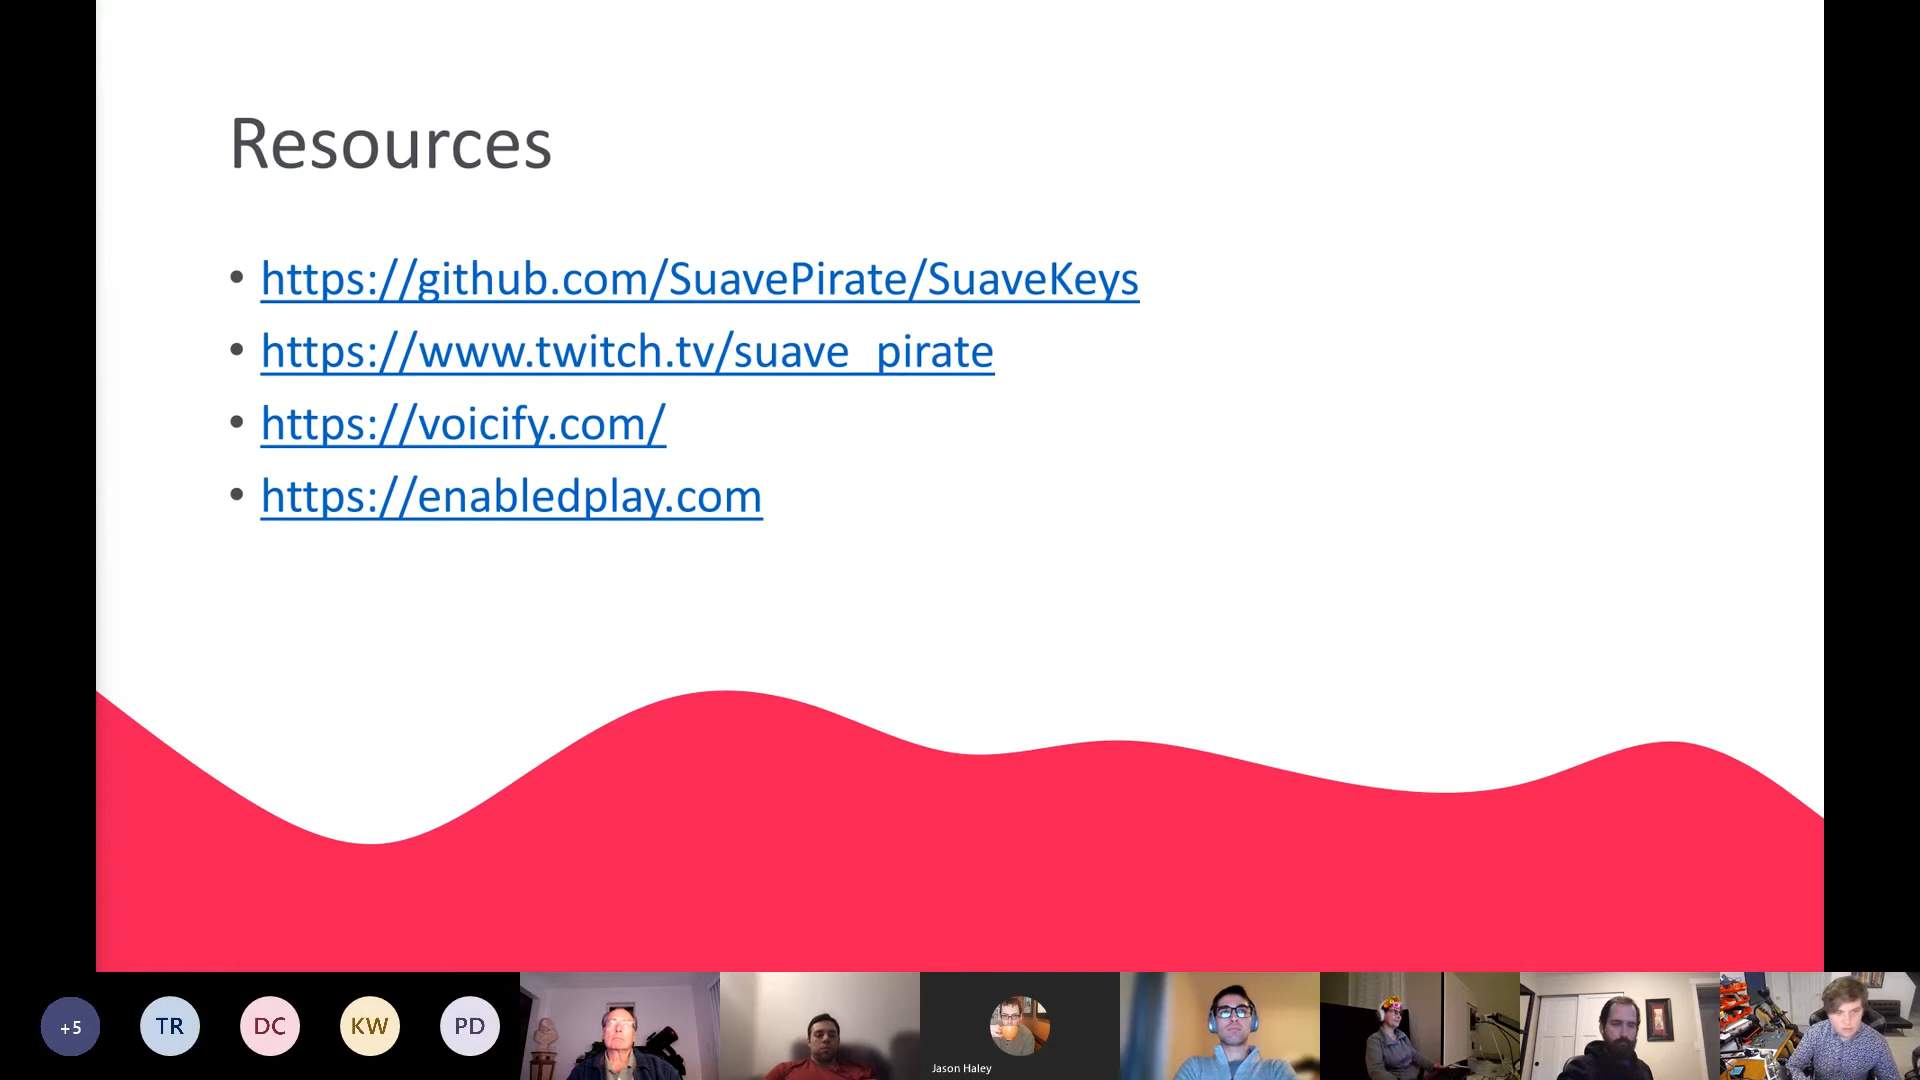 Resources
• https://github.com/SuavePirate/SuaveKeys
• https://www.twitch.tv/suave_pirate
• https://voicify.com/
• https://enabledplay.com
+5
TR
DC
KW
PD
Jason Haley